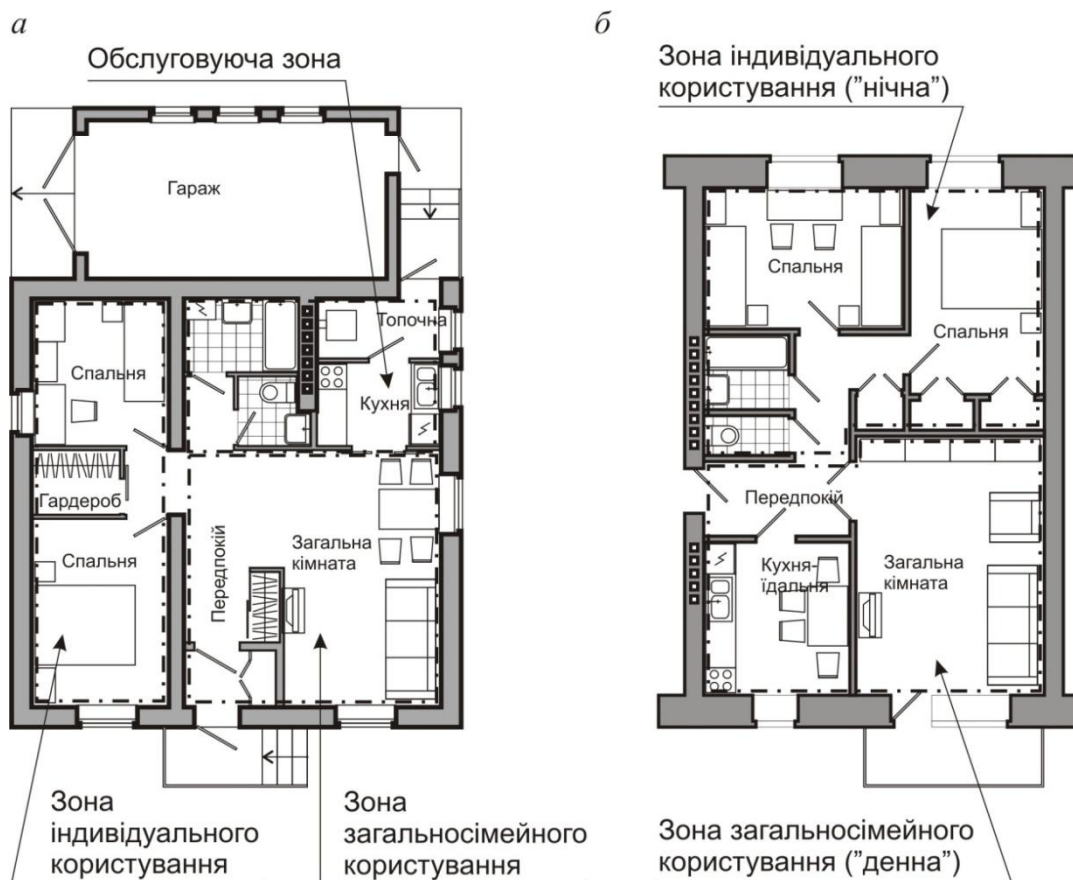 а
Обслуговуюча зона
Гараж
Спальня
Топочна
Кухня
Гардероб
Спальня
Передпокій
Загальна
кімната
Зона
індивідуального
користування
Зона
загальносімейного
користування
б
Зона індивідуального
користування ("нічна")
Спальня
Спальня
Передпокій
Кухня-
їдальня
Загальна
кімната
Зона загальносімейного
користування ("денна")